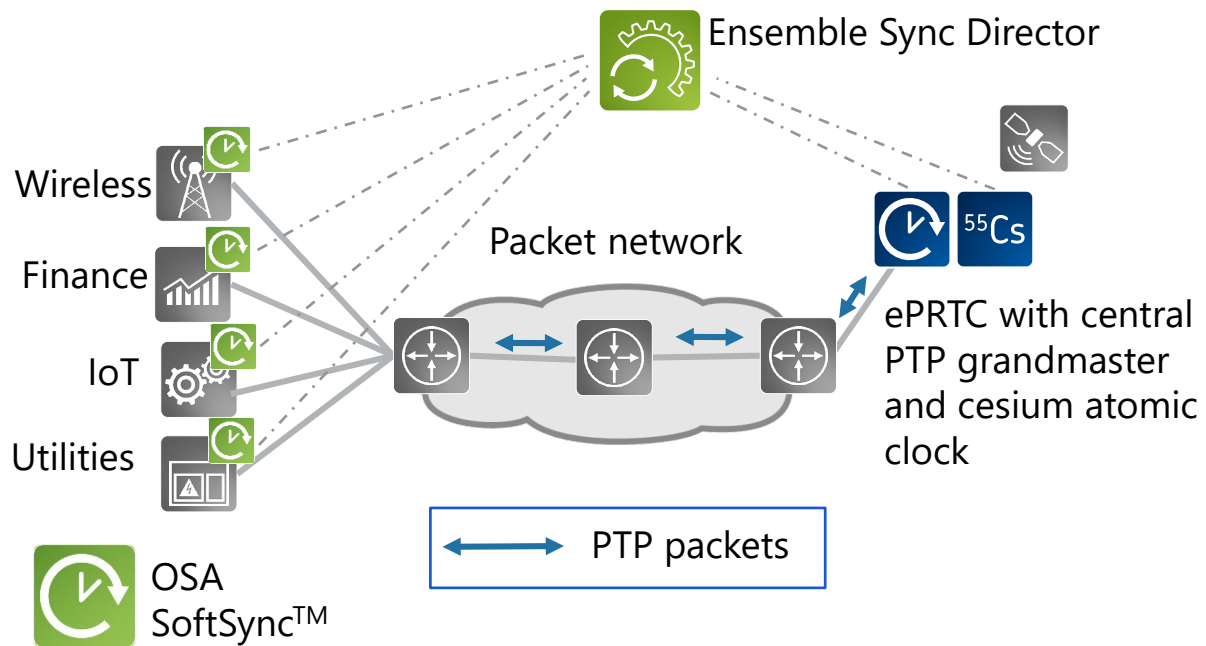 Ensemble Sync Director
Wireless
Finance
IoT
Utilities
Packet network
⁵⁵Cs
ePRTC with central
PTP grandmaster
and cesium atomic
clock
PTP packets
OSA
SoftSync™